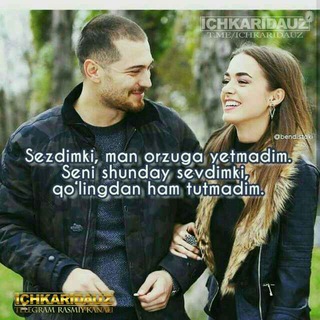 ICHKARIDAUZ
T.ME/ICHKARIDAUZ
Sezdimki, man orzuga yetmadim.
Seni shunday sevdimki,
qo'lingdan ham tutmadim.
ICHKARIDAUZ
TELEGRAM RASMIY KANALI